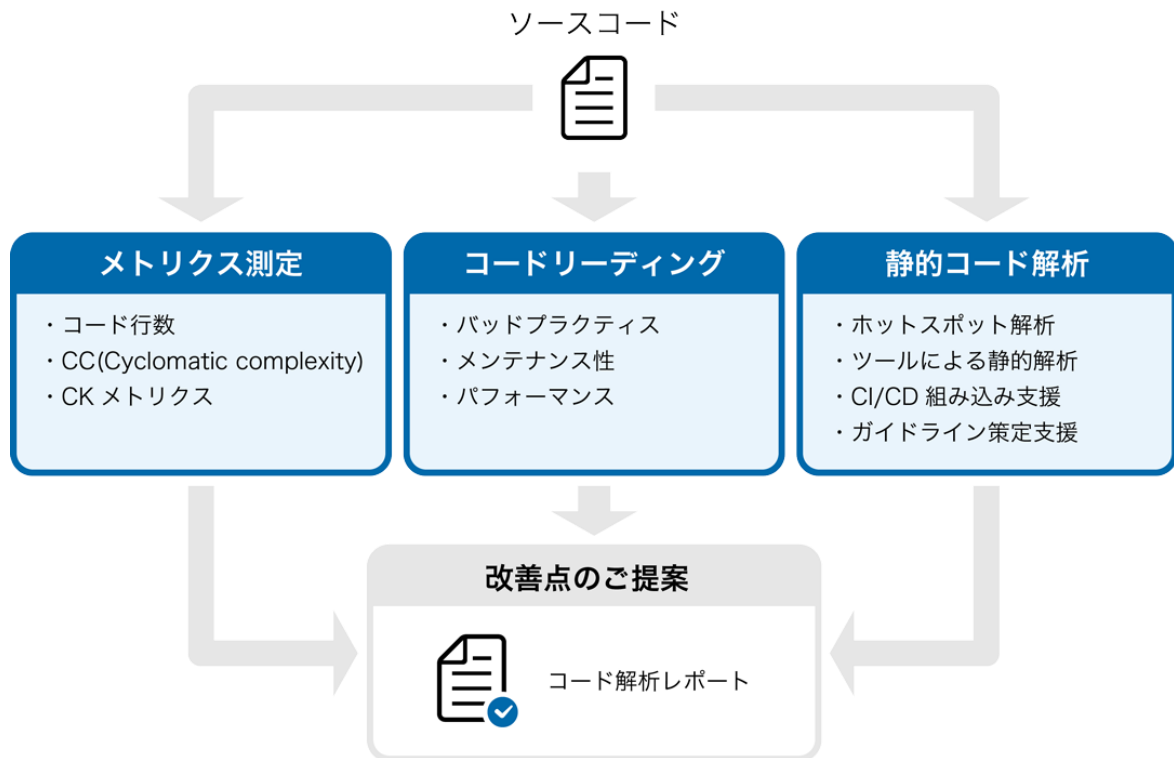 ソースコード
メトリクス測定
・コード行数
・CC(Cyclomatic complexity)
・CK メトリクス
コードリーディング
・バッドプラクティス
・メンテナンス性
・パフォーマンス
静的コード解析
・ホットスポット解析
・ツールによる静的解析
・CI/CD 組み込み支援
・ガイドライン策定支援
改善点のご提案
コード解析レポート